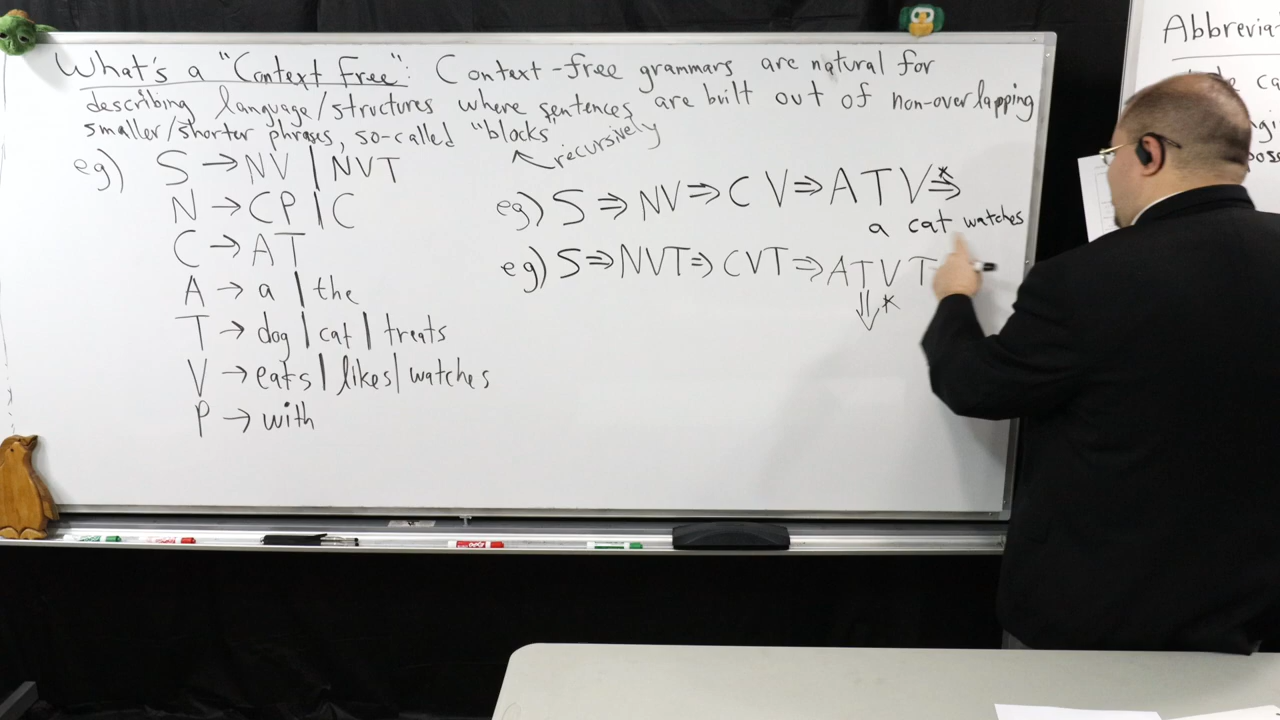 What's a "Context Free": Context-free grammars are natural for
describing language/structures where sentences are built out of non-overlapping
smaller/shorter phrases, so-called "blocks"
recursively
eg) S → NV | NVT
N → CP | C
C → AT
A → a | the
T → dog | cat | treats
V → eats | likes | watches
P → with
eg) S ⇒ NV ⇒ CV ⇒ ATV ⇒*
a cat watches
eg) S ⇒ NVT ⇒ CVT ⇒ ATVT
⇓*